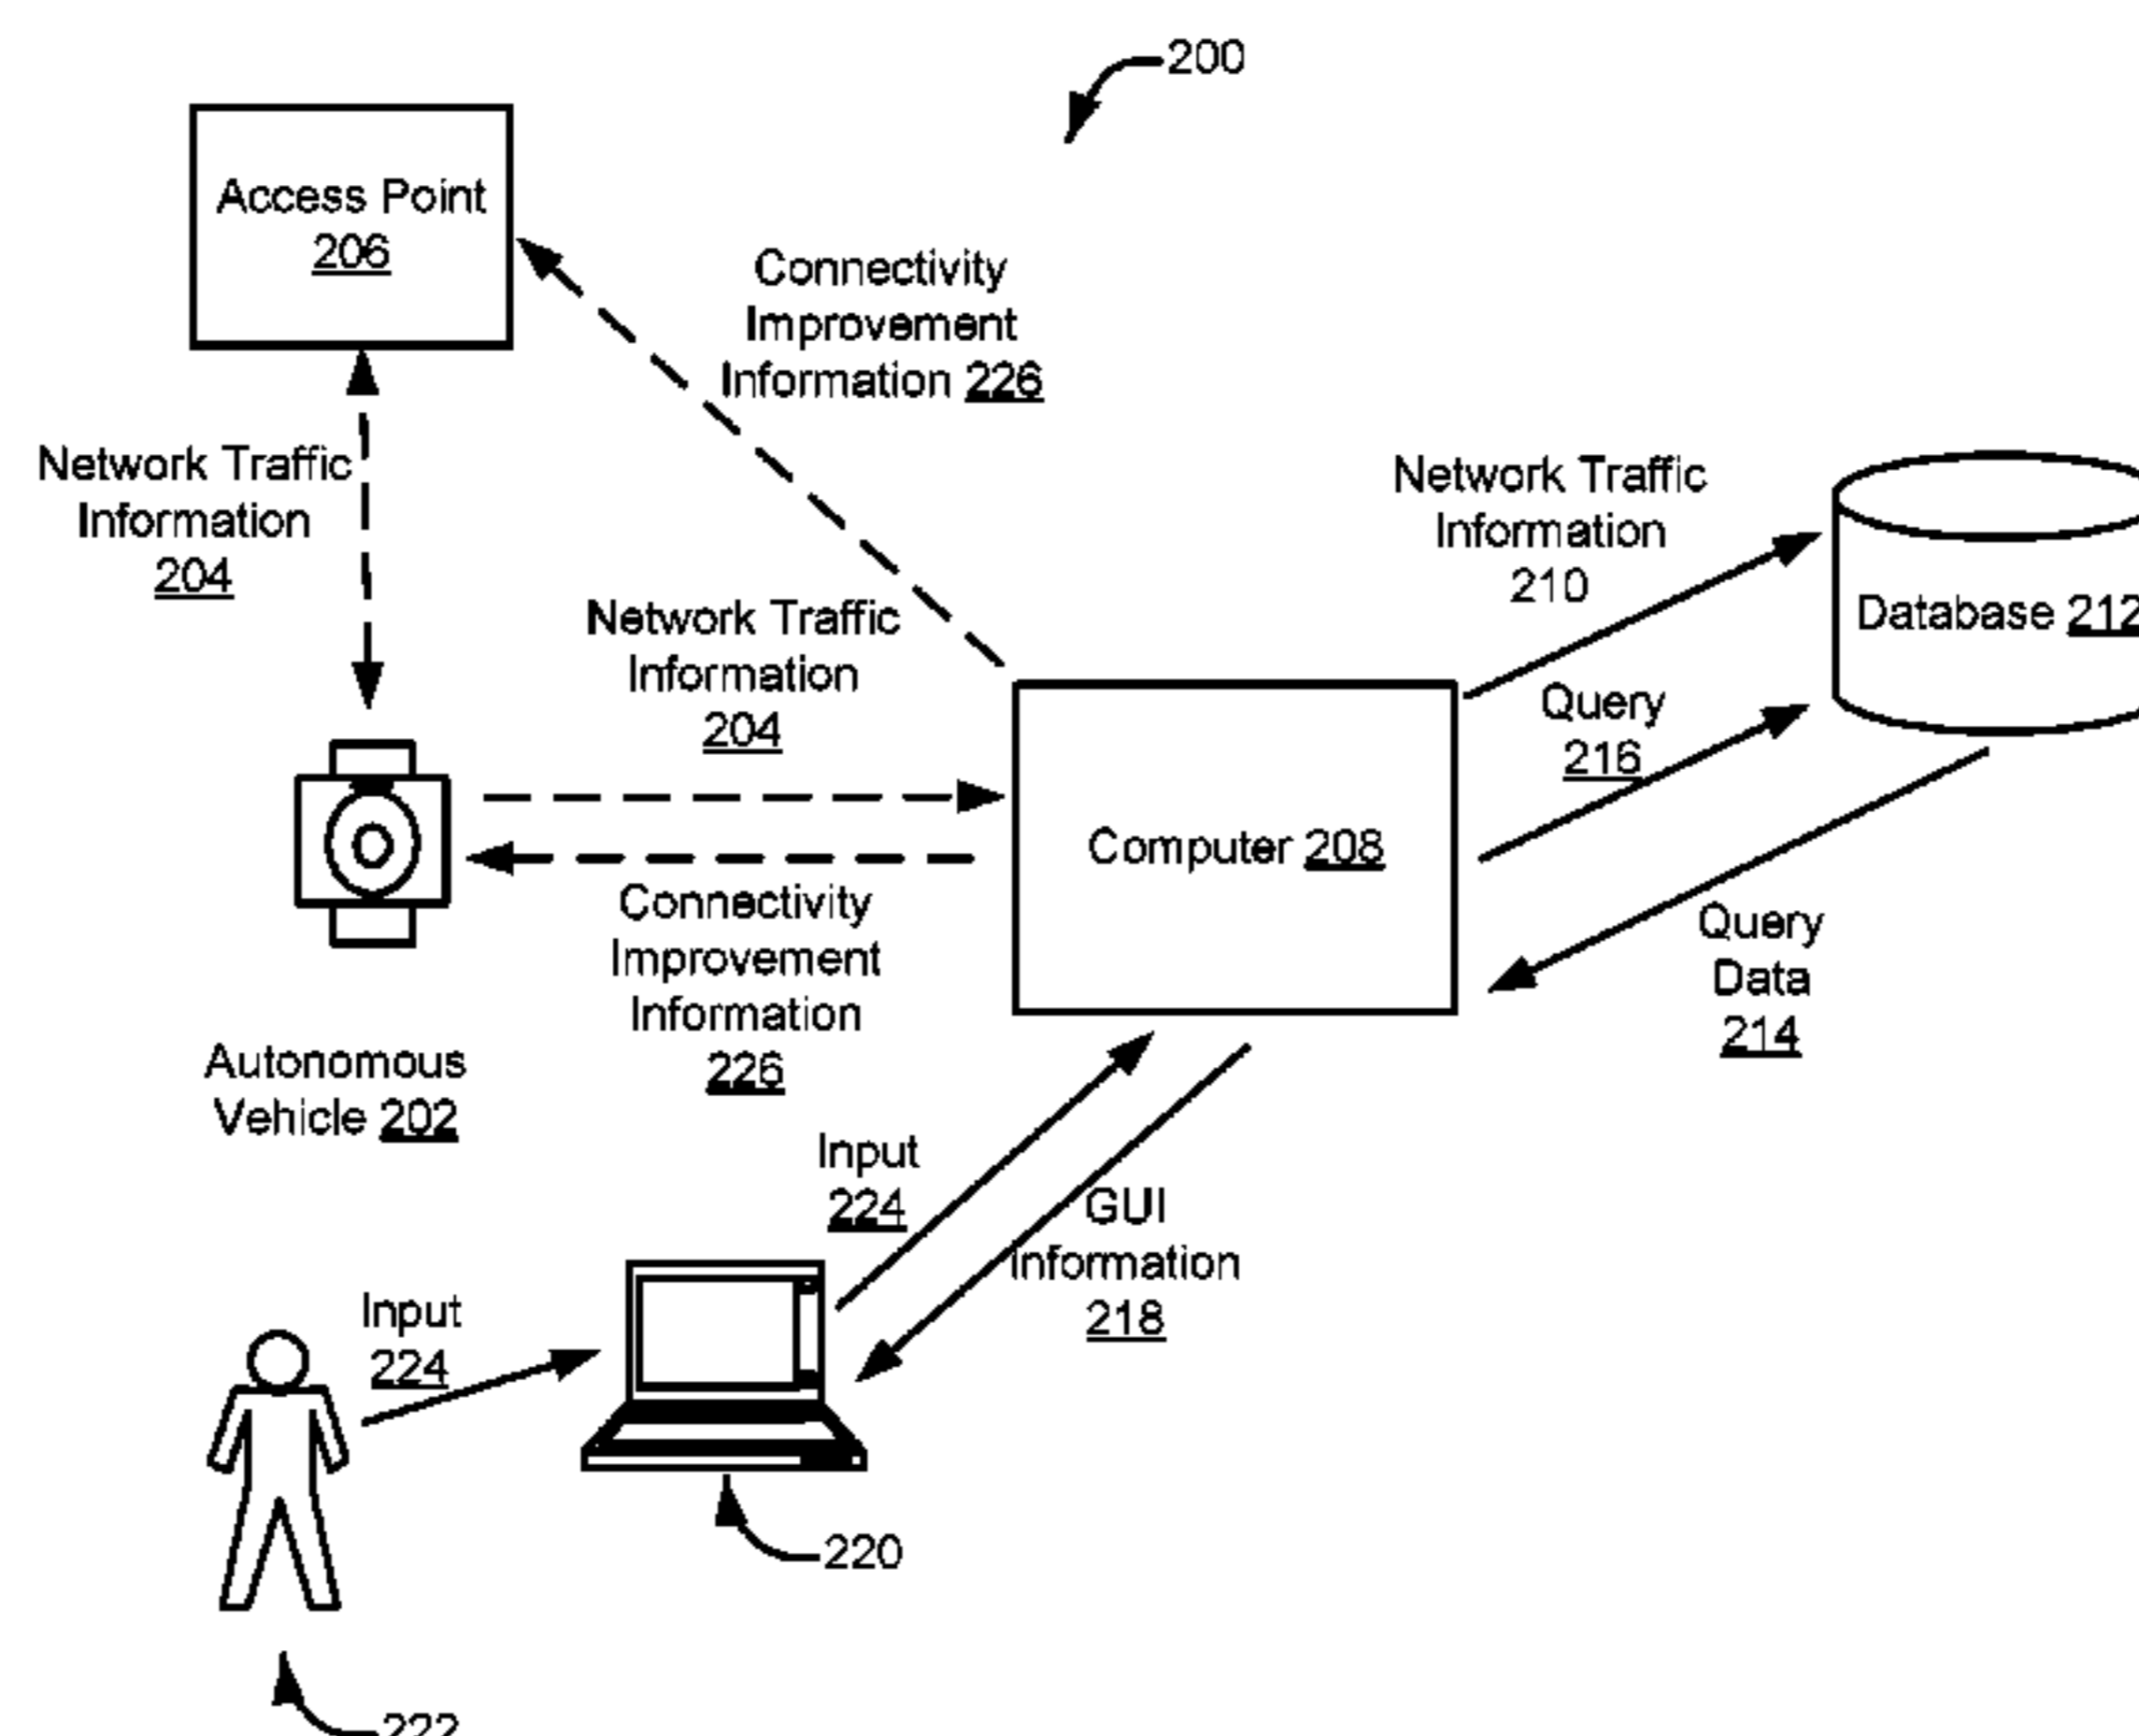 200
Access Point
206
Connectivity
Improvement
Information 226
Network Traffic
Information
204
Network Traffic
Information
210
Database 212
Network Traffic
Information
204
Query
216
Computer 208
Connectivity
Improvement
Information
226
Query
Data
214
Autonomous
Vehicle 202
Input
224
GUI
Information
218
Input
224
220
222